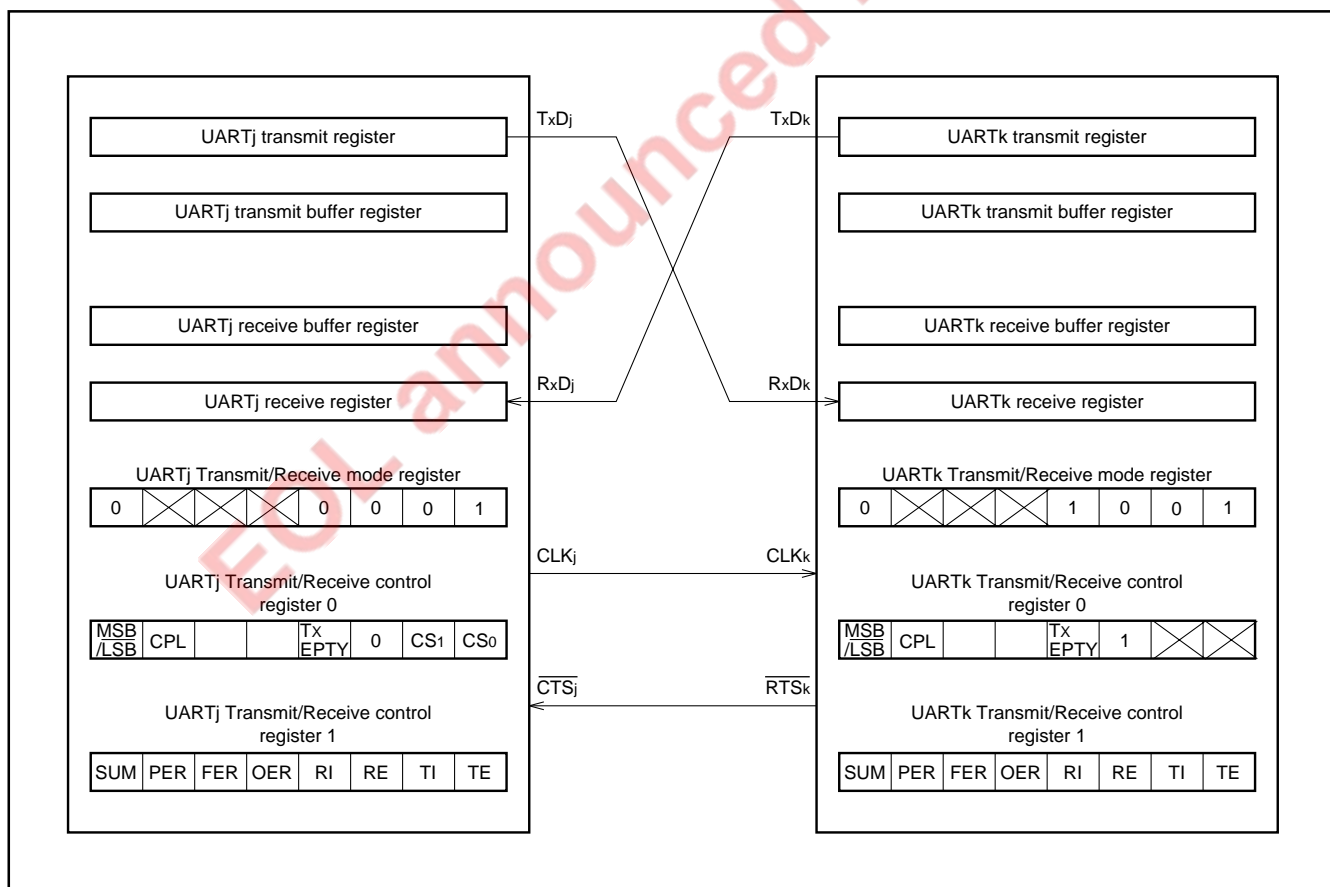 EOL announced
TxDj
TxDk
UARTj transmit register
UARTk transmit register
UARTj transmit buffer register
UARTk transmit buffer register
UARTj receive buffer register
UARTk receive buffer register
RxDj
RxDk
UARTj receive register
UARTk receive register
UARTj Transmit/Receive mode register
0 0 0 0 1
UARTk Transmit/Receive mode register
0 1 0 0 1
CLKj
CLKk
UARTj Transmit/Receive control
register 0
MSB
/LSB CPL Tx
EPTY 0 CS1 CS0
UARTk Transmit/Receive control
register 0
MSB
/LSB CPL Tx
EPTY 1
CTSj
RTSk
UARTj Transmit/Receive control
register 1
SUM PER FER OER RI RE TI TE
UARTk Transmit/Receive control
register 1
SUM PER FER OER RI RE TI TE